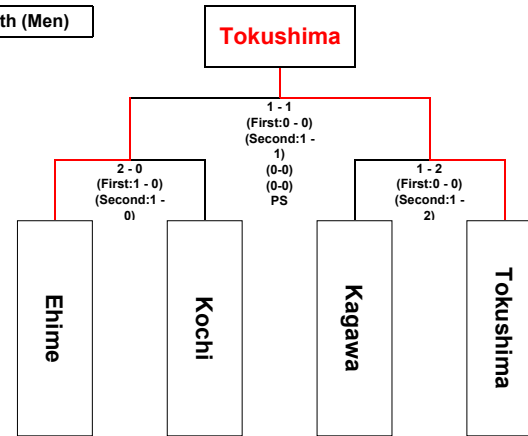 th (Men)
Tokushima
1 - 1
(First:0 - 0)
(Second:1 -
1)
(0-0)
(0-0)
PS
2 - 0
(First:1 - 0)
(Second:1 -
0)
1 - 2
(First:0 - 0)
(Second:1 -
2)
Ehime
Kochi
Kagawa
Tokushima